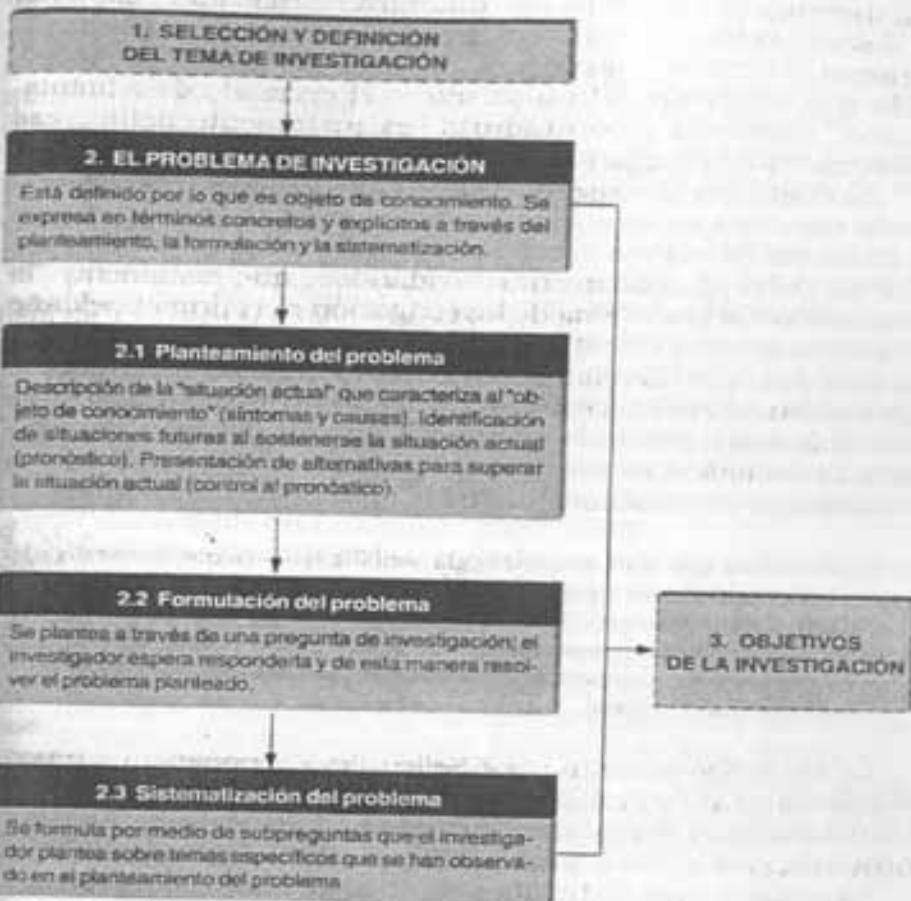 1. SELECCIÓN Y DEFINICIÓN
DEL TEMA DE INVESTIGACIÓN
2. EL PROBLEMA DE INVESTIGACIÓN
Está definido por lo que es objeto de conocimiento. Se
expresa en términos concretos y explícitos a través del
planteamiento, la formulación y la sistematización.
2.1 Planteamiento del problema
Descripción de la "situación actual" que caracteriza al "ob-
jeto de conocimiento" (síntomas y causas). Identificación
de situaciones futuras al sostenerse la situación actual
(pronóstico). Presentación de alternativas para superar
la situación actual (control al pronóstico).
2.2 Formulación del problema
Se plantea a través de una pregunta de investigación; el
investigador espera responderla y de esta manera resol-
ver el problema planteado.
2.3 Sistematización del problema
Se formula por medio de subpreguntas que el investiga-
dor plantea sobre temas específicos que se han observa-
do en el planteamiento del problema
3. OBJETIVOS
DE LA INVESTIGACIÓN